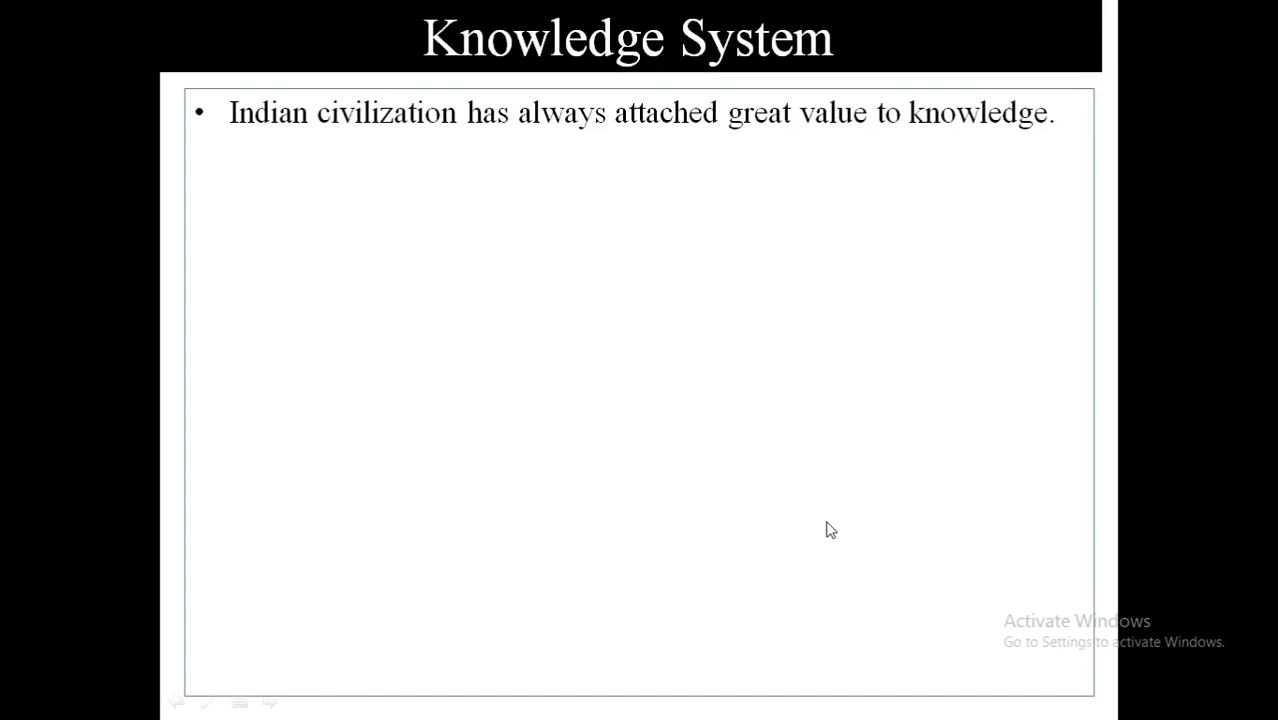 Knowledge System
• Indian civilization has always attached great value to knowledge.
Activate Windows
Go to Settings to activate Windows.